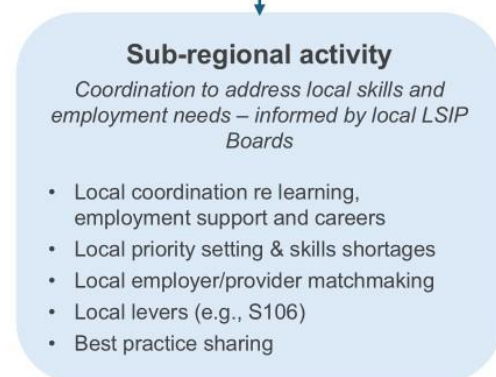 Sub-regional activity
Coordination to address local skills and
employment needs – informed by local LSIP
Boards
• Local coordination re learning,
employment support and careers
• Local priority setting & skills shortages
• Local employer/provider matchmaking
• Local levers (e.g., S106)
• Best practice sharing